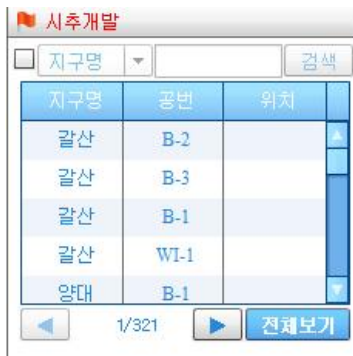 시추개발
지구명 검색
지구명 공번 위치
갈산 B-2
갈산 B-3
갈산 B-1
갈산 WI-1
양대 B-1
1/321 전체보기